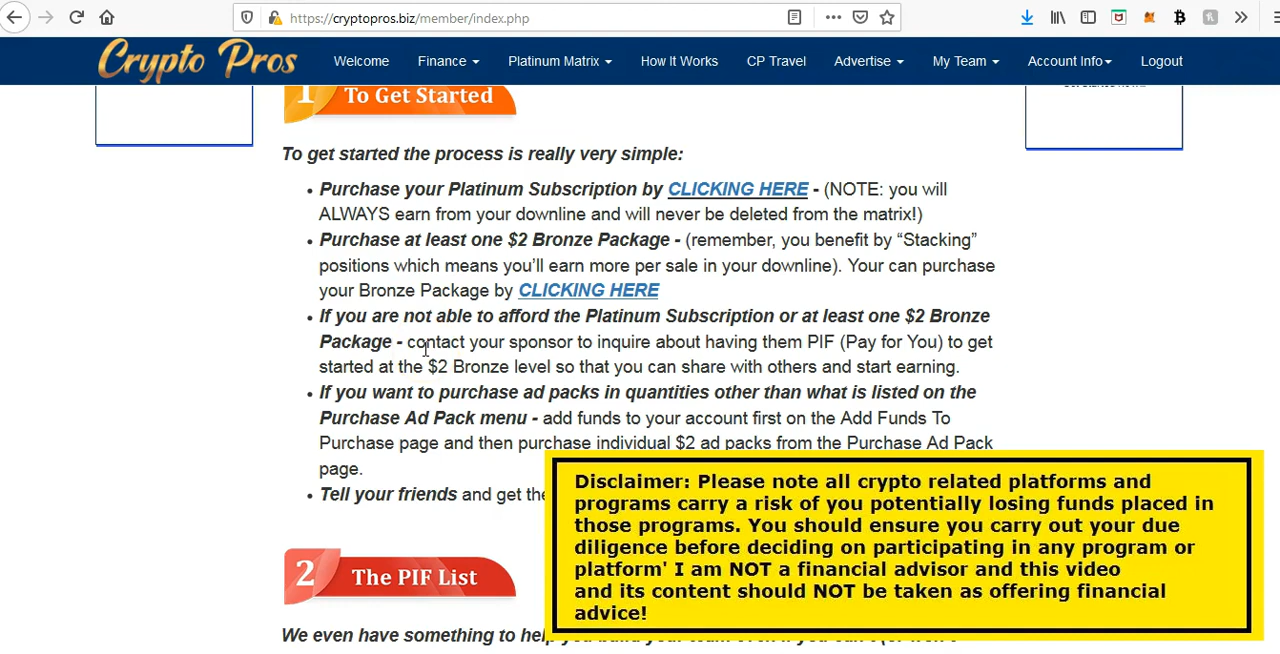 https://cryptopros.biz/member/index.php
Crypto Pros
Welcome Finance Platinum Matrix How It Works CP Travel Advertise My Team Account Info Logout
1 To Get Started
To get started the process is really very simple:
• Purchase your Platinum Subscription by CLICKING HERE - (NOTE: you will
ALWAYS earn from your downline and will never be deleted from the matrix!)
• Purchase at least one $2 Bronze Package - (remember, you benefit by “Stacking”
positions which means you’ll earn more per sale in your downline). Your can purchase
your Bronze Package by CLICKING HERE
• If you are not able to afford the Platinum Subscription or at least one $2 Bronze
Package - contact your sponsor to inquire about having them PIF (Pay for You) to get
started at the $2 Bronze level so that you can share with others and start earning.
• If you want to purchase ad packs in quantities other than what is listed on the
Purchase Ad Pack menu - add funds to your account first on the Add Funds To
Purchase page and then purchase individual $2 ad packs from the Purchase Ad Pack
page.
• Tell your friends and get the
2 The PIF List
We even have something to help you build your team even if you
Disclaimer: Please note all crypto related platforms and
programs carry a risk of you potentially losing funds placed in
those programs. You should ensure you carry out your due
diligence before deciding on participating in any program or
platform' I am NOT a financial advisor and this video
and its content should NOT be taken as offering financial
advice!